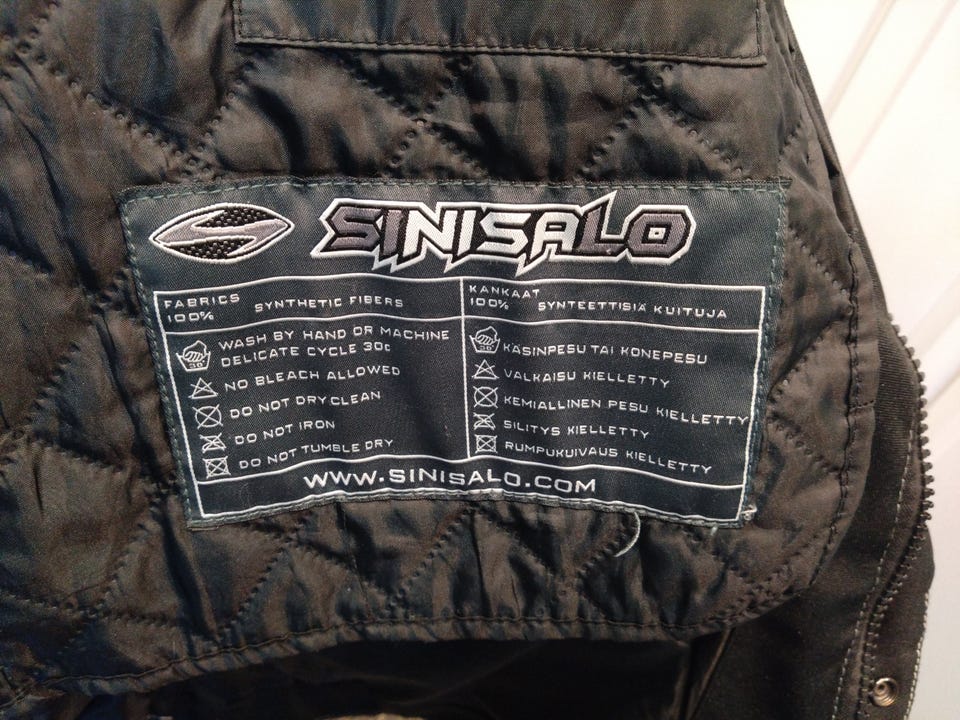 SINISALO
FABRICS
100% SYNTHETIC FIBERS
WASH BY HAND OR MACHINE
DELICATE CYCLE 30C
NO BLEACH ALLOWED
DO NOT DRY CLEAN
DO NOT IRON
DO NOT TUMBLE DRY
KANKAAT
100% SYNTEETTISIÄ KUITUJA
KÄSINPESU TAI KONEPESU
VALKAISU KIELLETTY
KEMIALLINEN PESU KIELLETTY
SILITYS KIELLETTY
RUMPUKUIVAUS KIELLETTY
WWW.SINISALO.COM